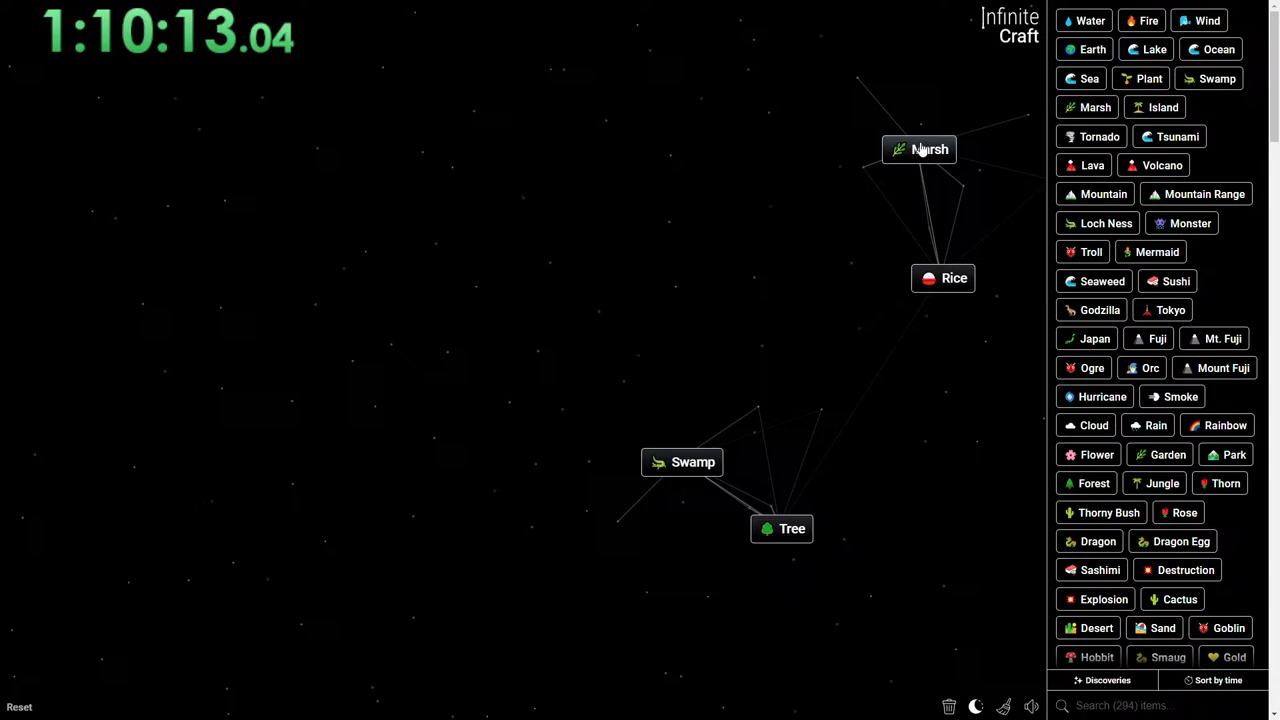 1:10:13.04
Infinite
Craft
Marsh
Rice
Swamp
Tree
Water Fire Wind
Earth Lake Ocean
Sea Plant Swamp
Marsh Island
Tornado Tsunami
Lava Volcano
Mountain Mountain Range
Loch Ness Monster
Troll Mermaid
Seaweed Sushi
Godzilla Tokyo
Japan Fuji Mt. Fuji
Ogre Orc Mount Fuji
Hurricane Smoke
Cloud Rain Rainbow
Flower Garden Park
Forest Jungle Thorn
Thorny Bush Rose
Dragon Dragon Egg
Sashimi Destruction
Explosion Cactus
Desert Sand Goblin
Hobbit Smaug Gold
Discoveries Sort by time
Reset
Search (294) items...